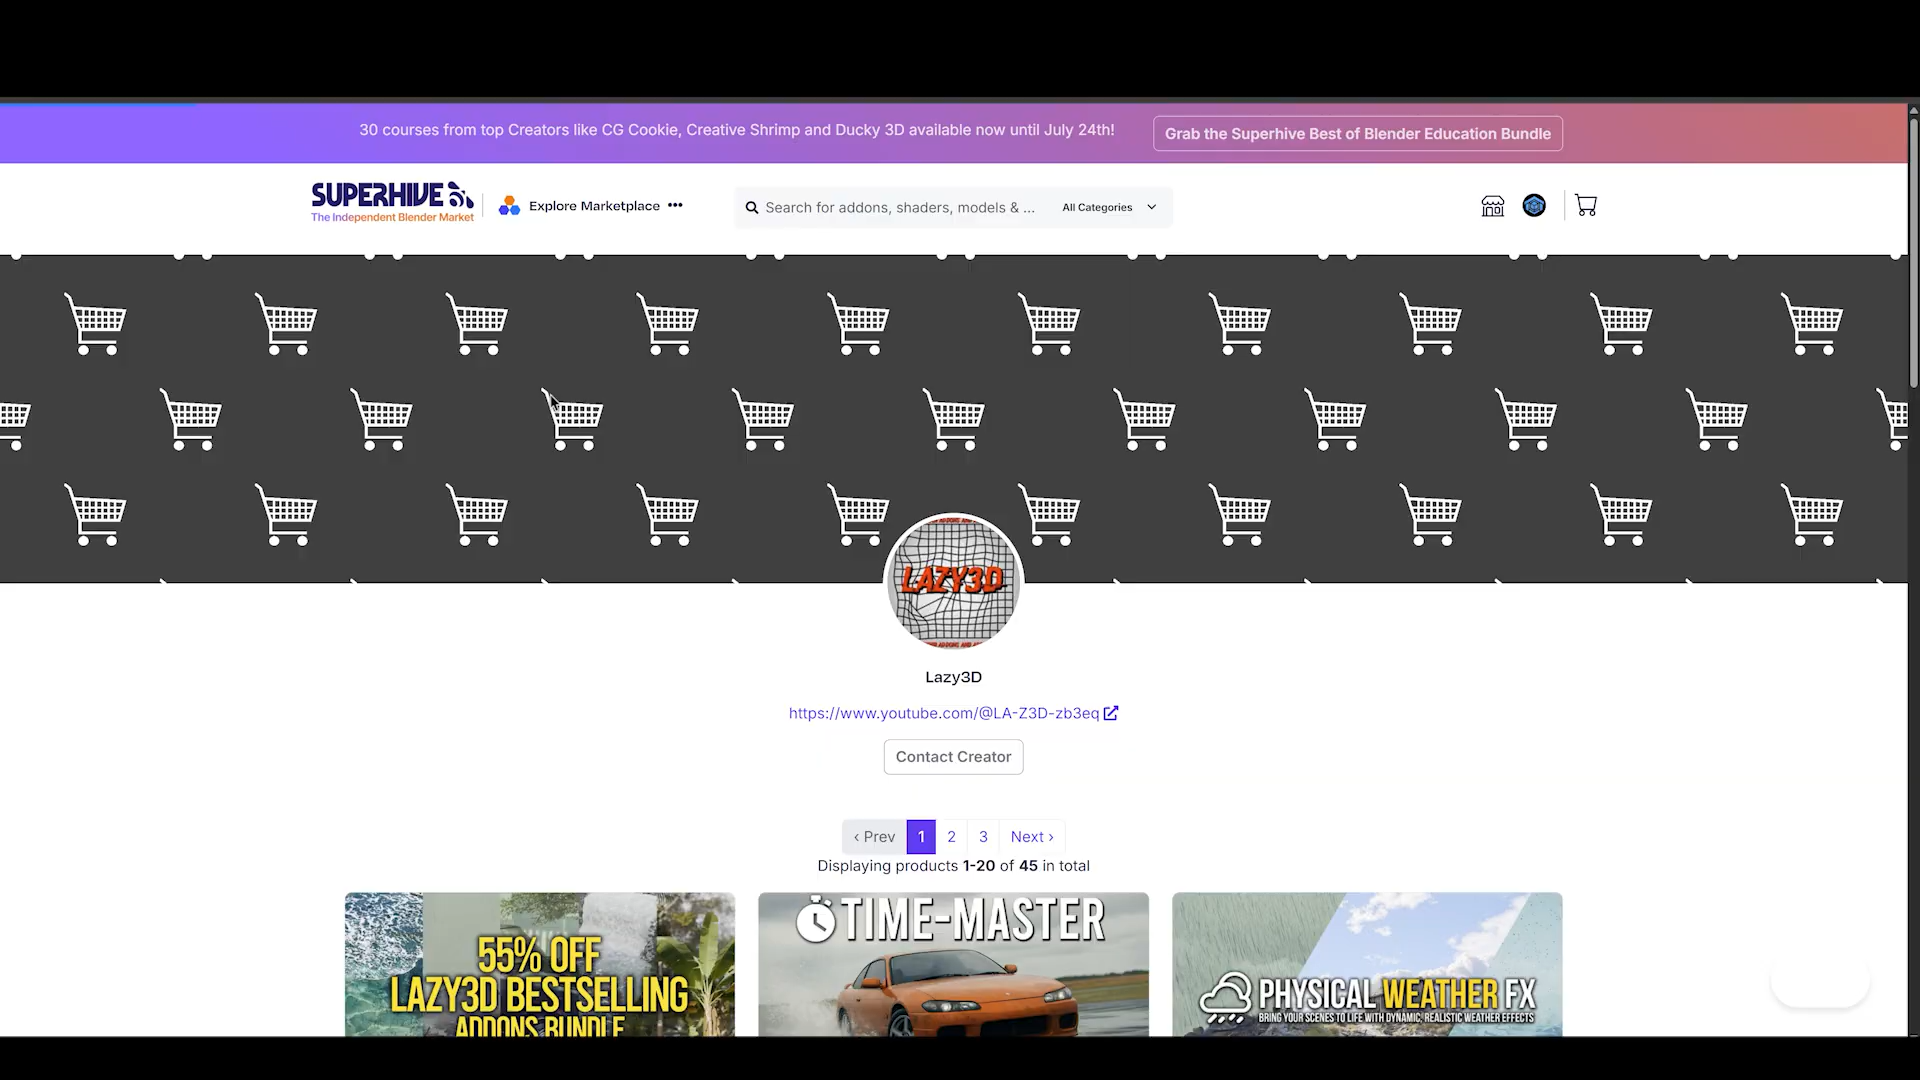 30 courses from top Creators like CG Cookie, Creative Shrimp and Ducky 3D available now until July 24th!
Grab the Superhive Best of Blender Education Bundle
SUPERHIVE
The Independent Blender Market
Explore Marketplace •••
Search for addons, shaders, models & ...
All Categories
LAZY3D
Lazy3D
https://www.youtube.com/@LA-Z3D-zb3eq
Contact Creator
‹ Prev 1 2 3 Next ›
Displaying products 1-20 of 45 in total
55% OFF
LAZY3D BESTSELLING
ADDONS BUNDLE
TIME-MASTER
PHYSICAL WEATHER FX
BRING YOUR SCENES TO LIFE WITH DYNAMIC, REALISTIC WEATHER EFFECTS